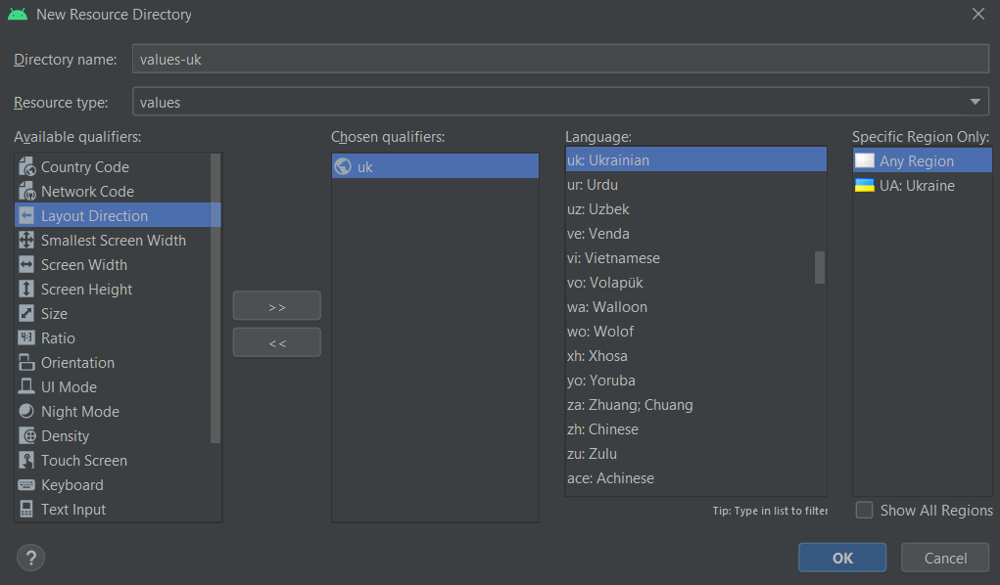 New Resource Directory
Directory name:
values-uk
Resource type:
values
Available qualifiers:
Country Code
Network Code
Layout Direction
Smallest Screen Width
Screen Width
Screen Height
Size
Ratio
Orientation
UI Mode
Night Mode
Density
Touch Screen
Keyboard
Text Input
>>
<<
Chosen qualifiers:
uk
Language:
uk: Ukrainian
ur: Urdu
uz: Uzbek
ve: Venda
vi: Vietnamese
vo: Volapük
wa: Walloon
wo: Wolof
xh: Xhosa
yo: Yoruba
za: Zhuang; Chuang
zh: Chinese
zu: Zulu
ace: Achinese
Tip: Type in list to filter
Specific Region Only:
Any Region
UA: Ukraine
Show All Regions
?
OK
Cancel